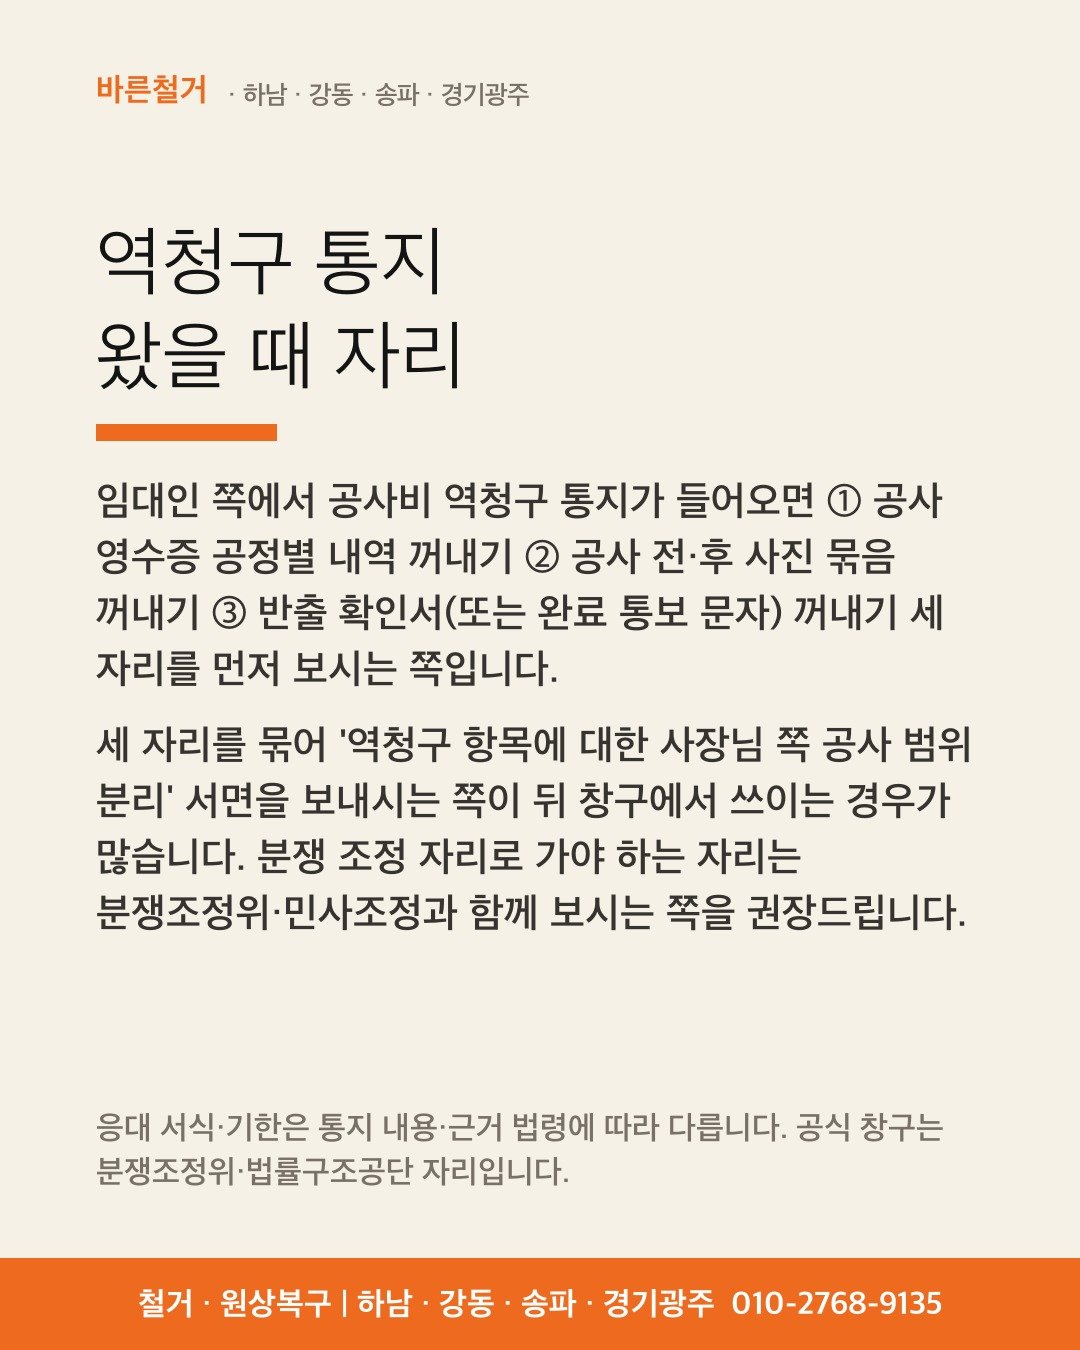 바른철거 · 하남 · 강동 · 송파 · 경기광주
역청구 통지
왔을 때 자리
임대인 쪽에서 공사비 역청구 통지가 들어오면 ① 공사
영수증 공정별 내역 꺼내기 ② 공사 전·후 사진 묶음
꺼내기 ③ 반출 확인서(또는 완료 통보 문자) 꺼내기 세
자리를 먼저 보시는 쪽입니다.
세 자리를 묶어 '역청구 항목에 대한 사장님 쪽 공사 범위
분리' 서면을 보내시는 쪽이 뒤 창구에서 쓰이는 경우가
많습니다. 분쟁 조정 자리로 가야 하는 자리는
분쟁조정위·민사조정과 함께 보시는 쪽을 권장드립니다.
응대 서식·기한은 통지 내용·근거 법령에 따라 다릅니다. 공식 창구는
분쟁조정위·법률구조공단 자리입니다.
철거 · 원상복구 | 하남 · 강동 · 송파 · 경기광주 010-2768-9135